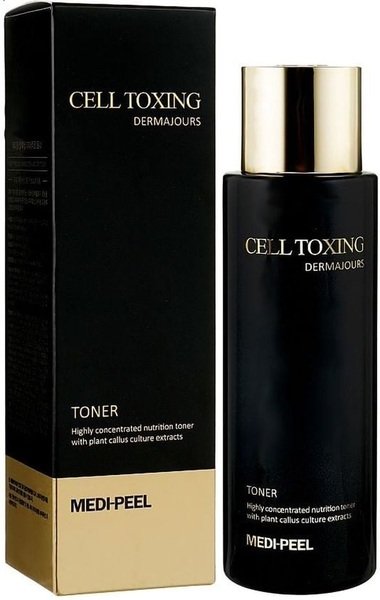 CELL TOXING
DERMAJOURS
TONER
Highly concentrated nutrition toner
with plant callus culture extracts
MEDI-PEEL
CELL TOXING
DERMAJOURS
TONER
Highly concentrated nutrition toner
with plant callus culture extracts
MEDI-PEEL